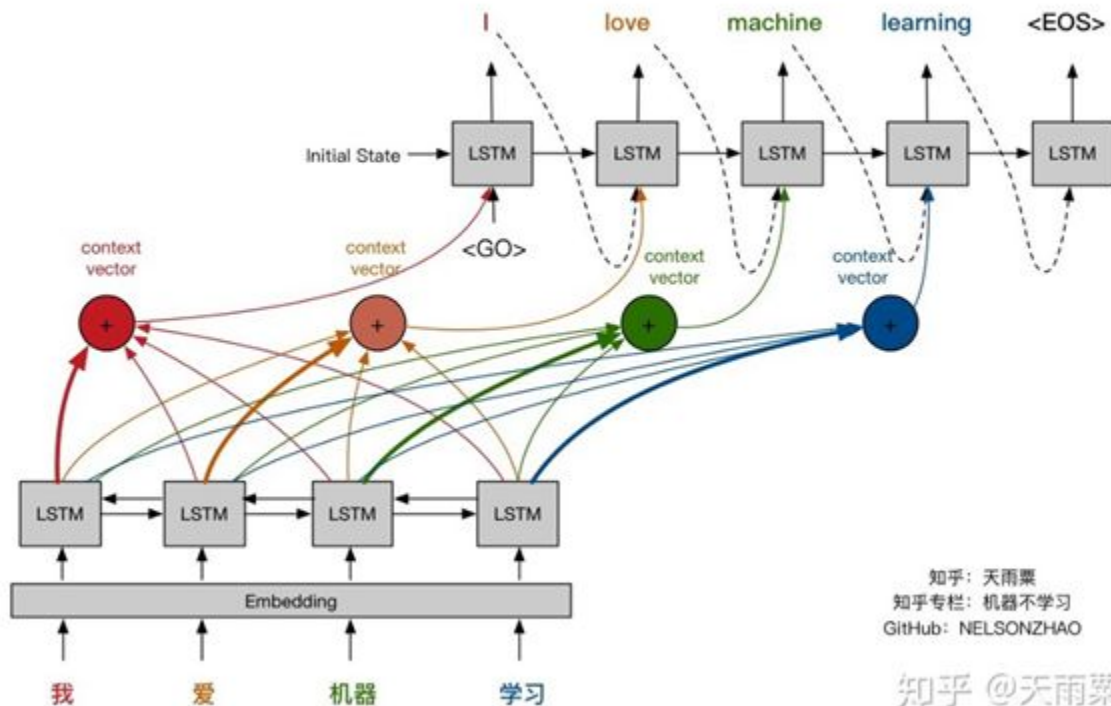 I love machine learning <EOS>
Initial State LSTM LSTM LSTM LSTM LSTM
<GO>
context vector
context vector
context vector
context vector
+ + + +
LSTM LSTM LSTM LSTM
Embedding
我 爱 机器 学习
知乎：天雨粟
知乎专栏：机器不学习
GitHub：NELSONZHAO
知乎 @天雨粟